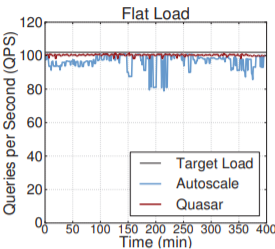 Flat Load
Queries per Second (QPS)
120
100
80
60
40
20
0
Target Load
Autoscale
Quasar
0 50 100 150 200 250 300 350 400
Time (min)